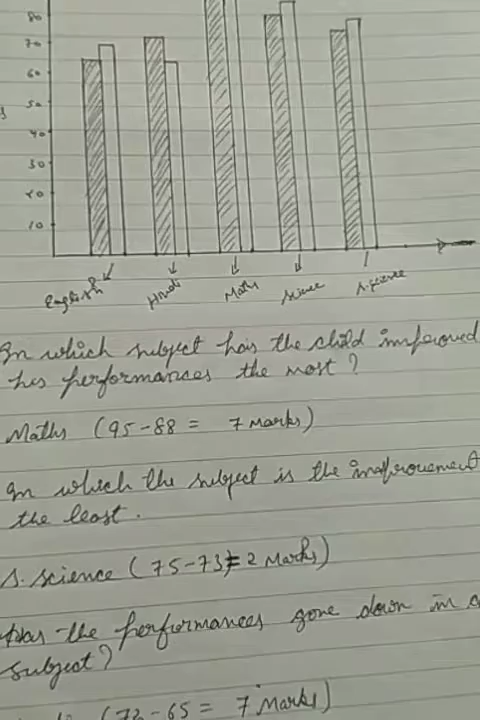 80
70
60
50
40
30
20
10
English Hindi Maths Science S.science
In which subject has the child improved
his performances the most?
Maths (95-88 = 7 Marks)
In which the subject is the improvement
the least.
S. science (75-73)= 2 Marks)
Has the performances gone down in a
subject?
(72-65 = 7 Marks)